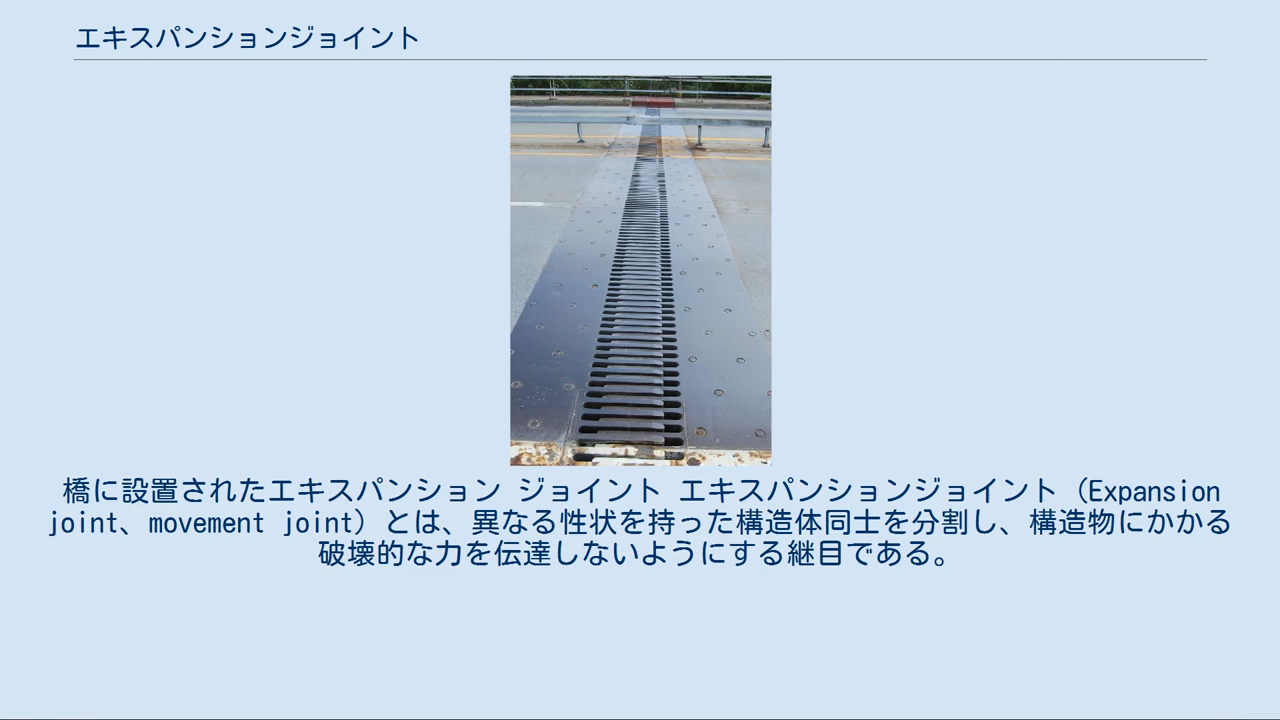 エキスパンションジョイント
橋に設置されたエキスパンション ジョイント エキスパンションジョイント（Expansion
joint、movement joint）とは、異なる性状を持った構造体同士を分割し、構造物にかかる
破壊的な力を伝達しないようにする継目である。